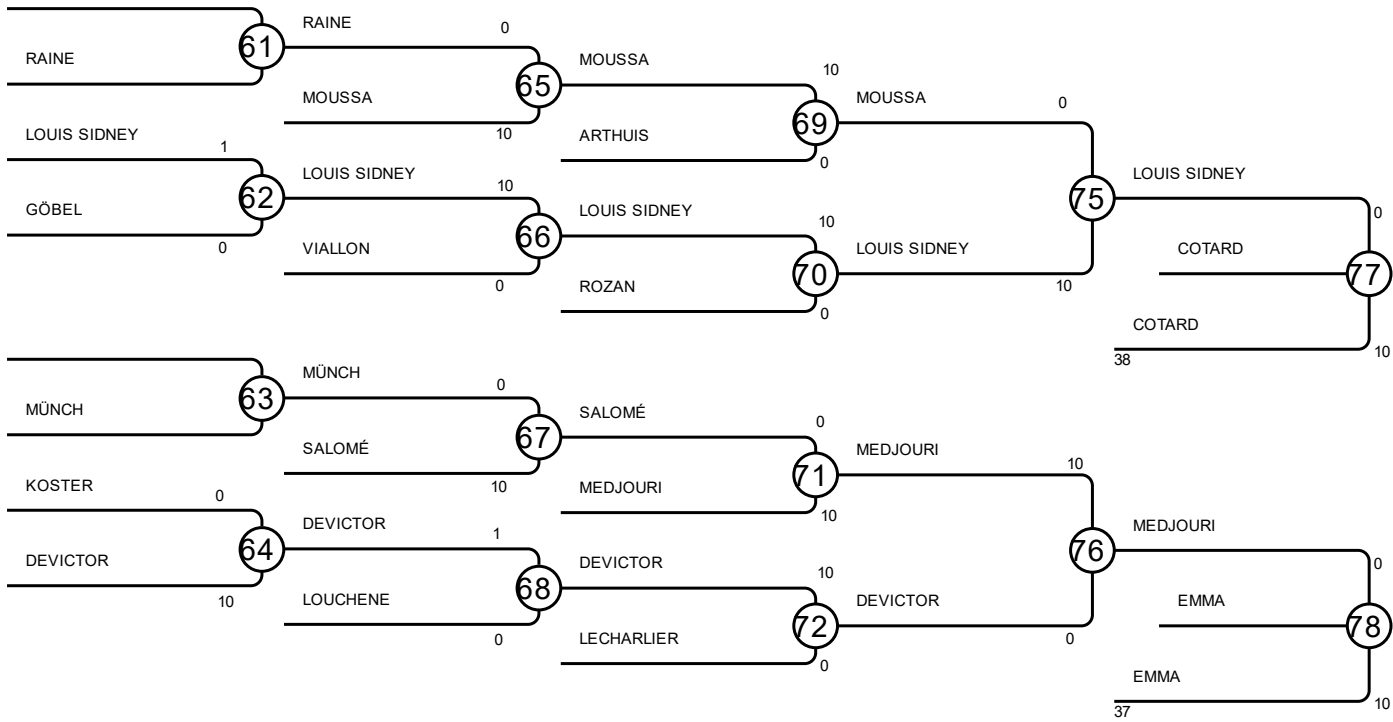 RAINE
61
RAINE
0
MOUSSA
10
65
MOUSSA
10
ARTHUIS
0
69
MOUSSA
0
LOUIS SIDNEY
1
GÖBEL
0
62
LOUIS SIDNEY
10
VIALLON
0
66
LOUIS SIDNEY
10
ROZAN
0
70
LOUIS SIDNEY
10
75
LOUIS SIDNEY
0
COTARD
77
COTARD
38
10
MÜNCH
63
MÜNCH
0
SALOMÉ
10
67
SALOMÉ
0
MEDJOURI
10
71
MEDJOURI
10
KOSTER
0
DEVICTOR
10
64
DEVICTOR
1
LOUCHENE
0
68
DEVICTOR
10
LECHARLIER
0
72
DEVICTOR
0
76
MEDJOURI
0
EMMA
78
EMMA
37
10